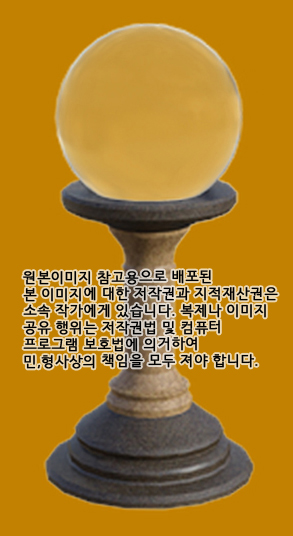 원본이미지 참고용으로 배포된
본 이미지에 대한 저작권과 지적재산권은
소속 작가에게 있습니다. 복제나 이미지
공유 행위는 저작권법 및 컴퓨터
프로그램 보호법에 의거하여
민,형사상의 책임을 모두 져야 합니다.